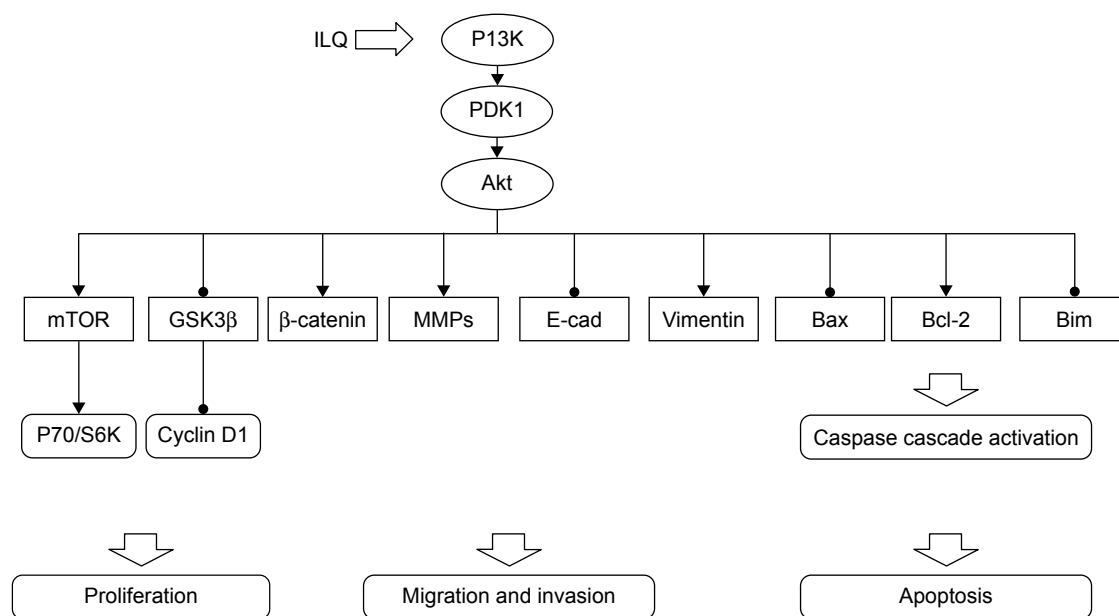 ILQ
P13K
PDK1
Akt
mTOR
GSK3β
β-catenin
MMPs
E-cad
Vimentin
Bax
Bcl-2
Bim
P70/S6K
Cyclin D1
Caspase cascade activation
Proliferation
Migration and invasion
Apoptosis